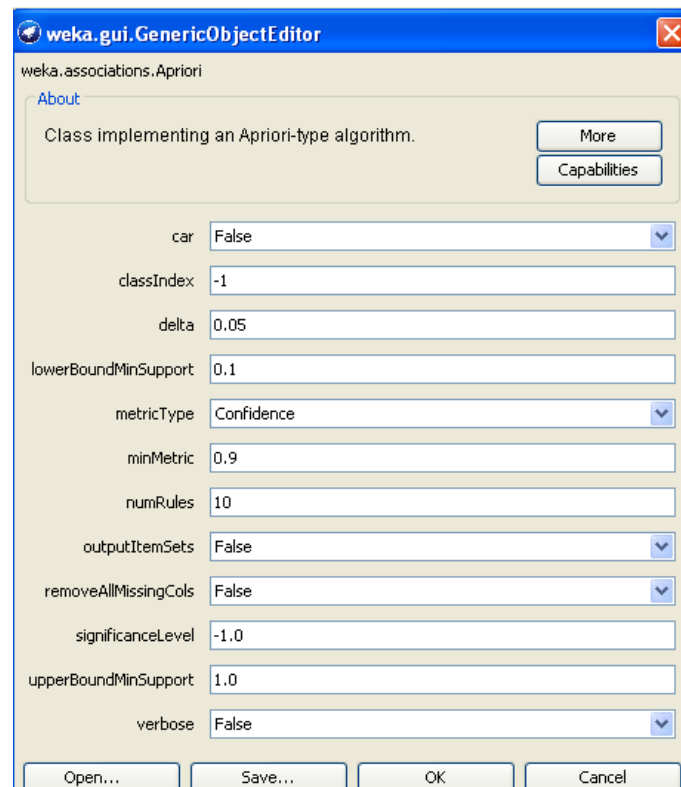 weka.gui.GenericObjectEditor
weka.associations.Apriori
About
Class implementing an Apriori-type algorithm.
More
Capabilities
car False
classIndex -1
delta 0.05
lowerBoundMinSupport 0.1
metricType Confidence
minMetric 0.9
numRules 10
outputItemSets False
removeAllMissingCols False
significanceLevel -1.0
upperBoundMinSupport 1.0
verbose False
Open... Save... OK Cancel